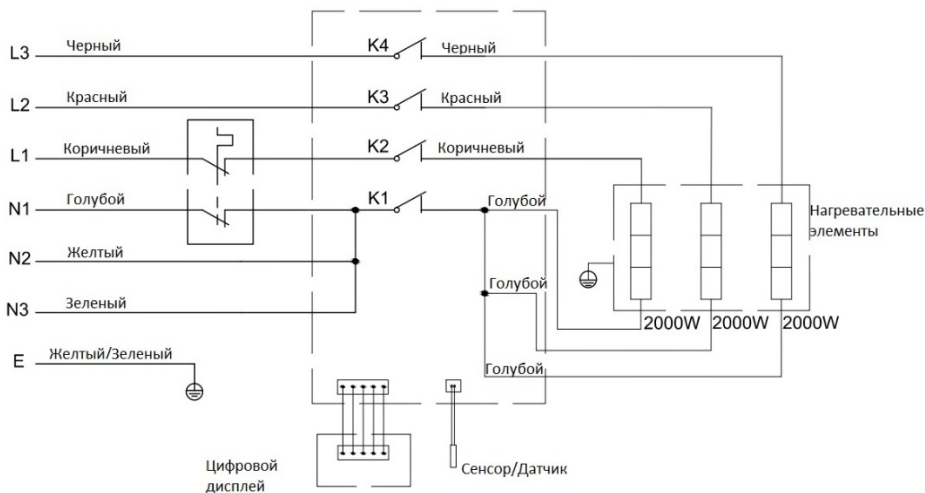 L3 Черный K4 Черный
L2 Красный K3 Красный
L1 Коричневый K2 Коричневый
N1 Голубой K1 Голубой
Нагревательные
элементы
N2 Желтый
Голубой
N3 Зеленый
2000W 2000W 2000W
E Желтый/Зеленый
Голубой
Цифровой
дисплей
Сенсор/Датчик